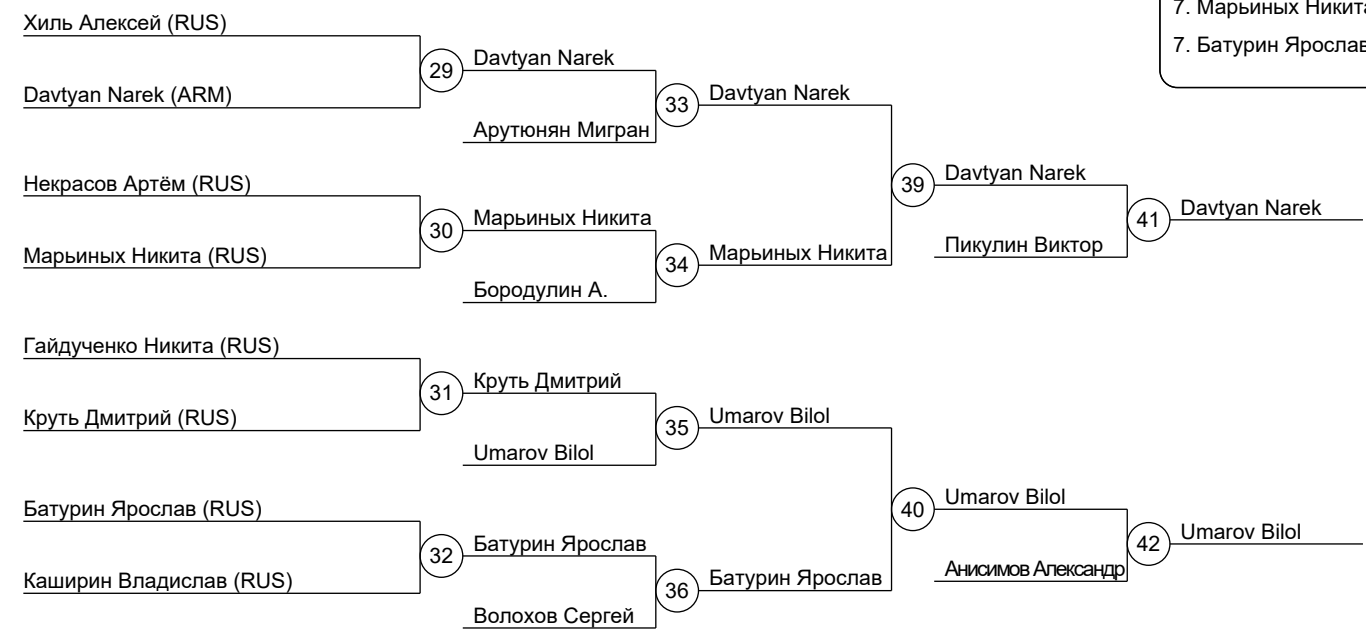 7. Марьиных Никита
7. Батурин Ярослав
Хиль Алексей (RUS)
29
Davtyan Narek
Davtyan Narek (ARM)
33
Davtyan Narek
Арутюнян Мигран
Некрасов Артём (RUS)
39
Davtyan Narek
30
Марьиных Никита
41
Davtyan Narek
Марьиных Никита (RUS)
34
Марьиных Никита
Пикулин Виктор
Бородулин А.
Гайдученко Никита (RUS)
31
Круть Дмитрий
Круть Дмитрий (RUS)
35
Umarov Bilol
Umarov Bilol
Батурин Ярослав (RUS)
40
Umarov Bilol
32
Батурин Ярослав
42
Umarov Bilol
Каширин Владислав (RUS)
36
Батурин Ярослав
Анисимов Александр
Волохов Сергей